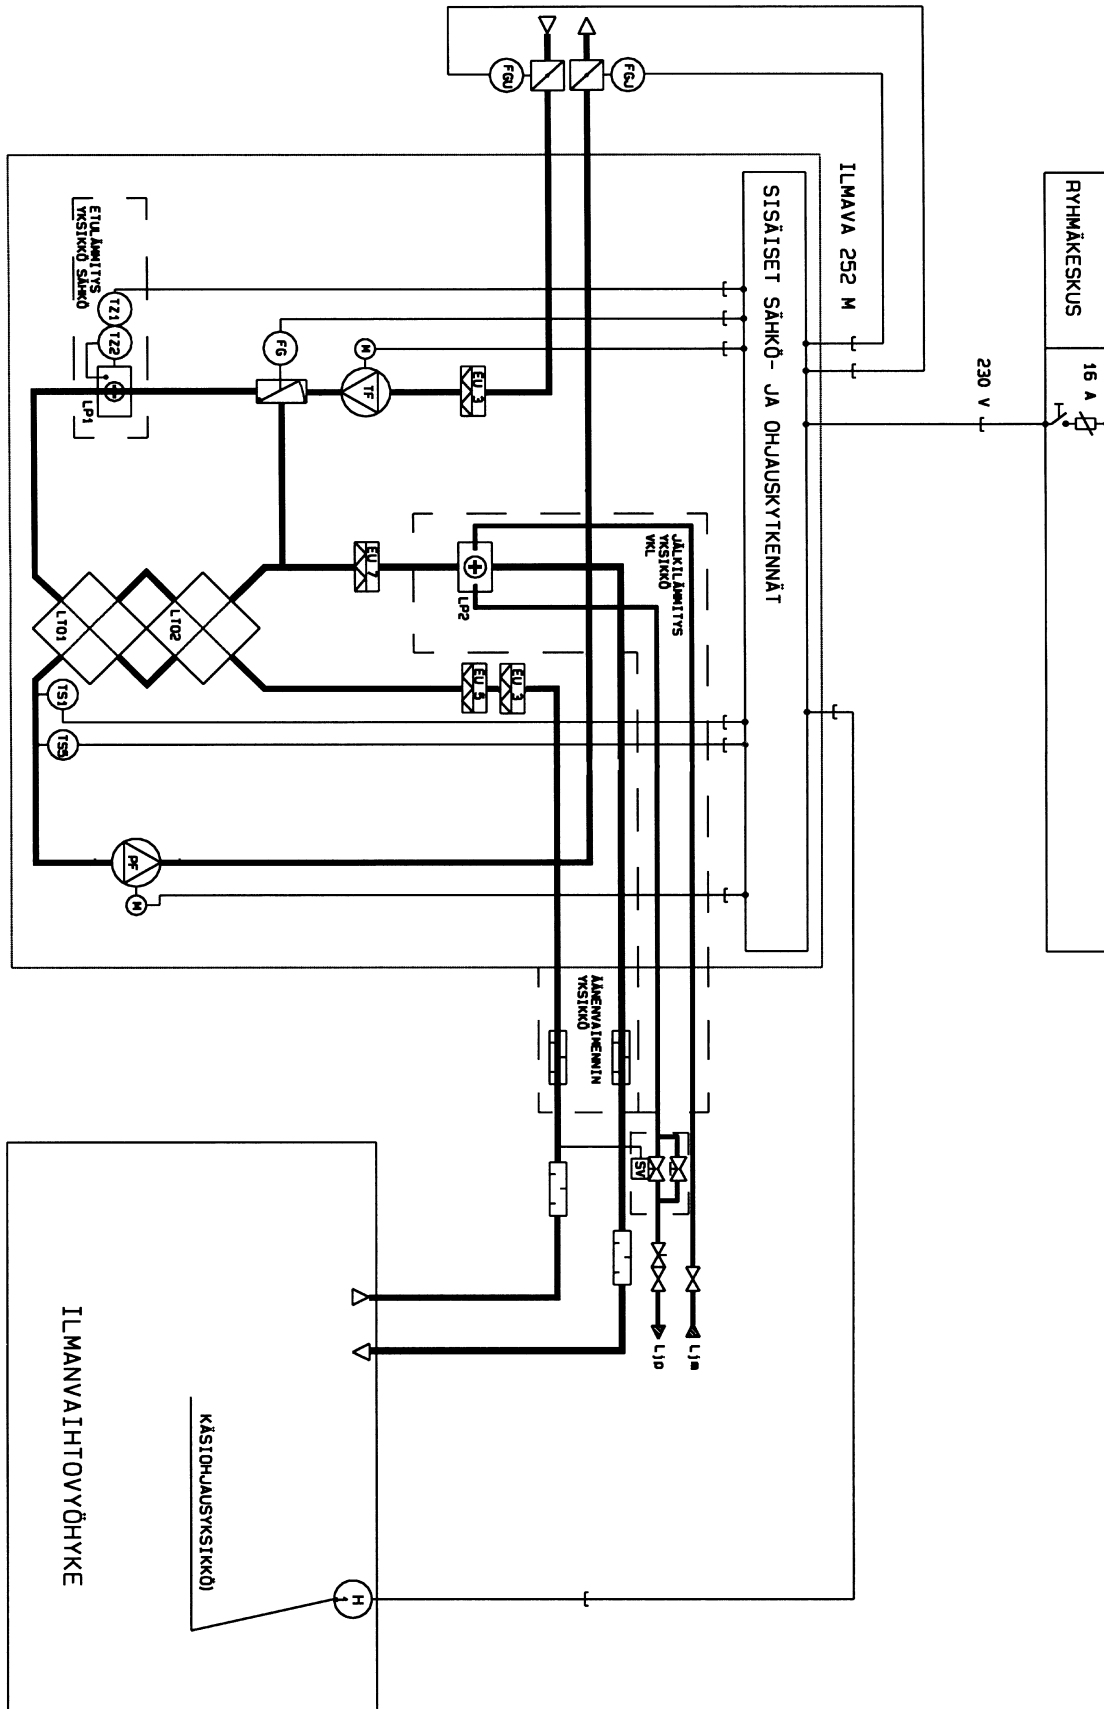 RYHMÄKESKUS
16 A
230 V
ILMAVA 252 M
SISÄISET SÄHKÖ- JA OHJAUSKYTKENNÄT
FGU
FGJ
ETULÄMMITYS
YKSIKKÖ SÄHKÖ
TZ1
TZ2
LP1
FG
M
TF
EU 3
JÄLKILÄMMITYS
YKSIKKÖ
VKL
LP2
EU 7
LTO1
LTO2
EU 5
EU 3
TS1
TS5
PF
M
ÄÄNENVAIMENNIN
YKSIKKÖ
SV
Ljp
Ljm
KÄSIOHJAUSYKSIKKÖ)
H
1
ILMANVAIHTOVYÖHYKE